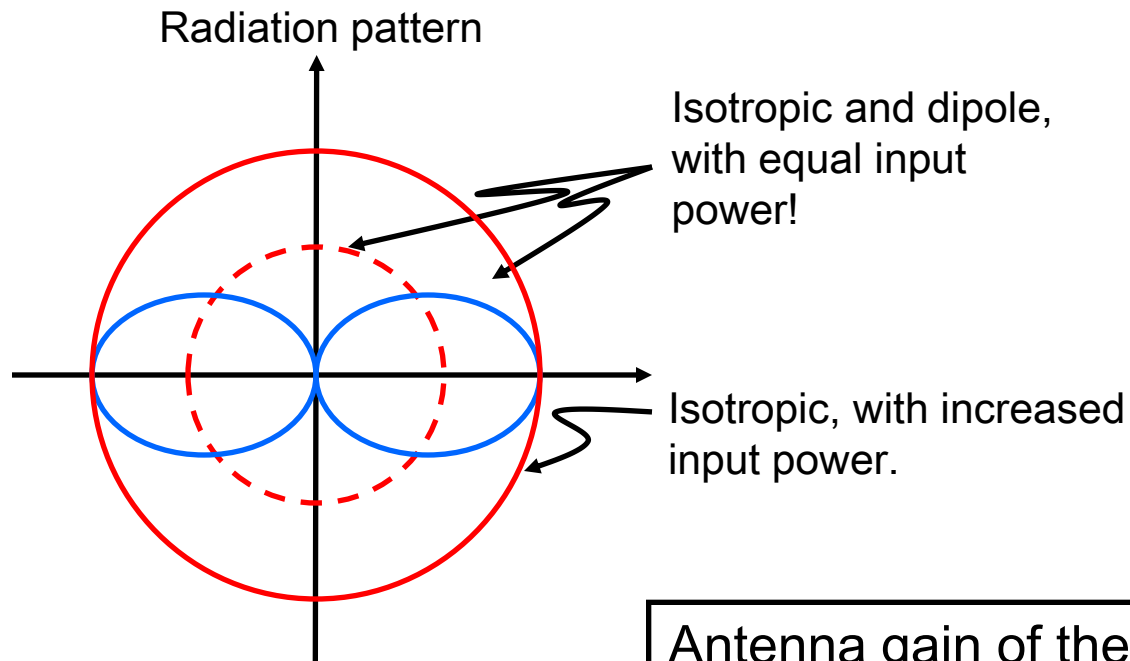 Radiation pattern
Isotropic and dipole,
with equal input
power!
Isotropic, with increased
input power.
Antenna gain of the